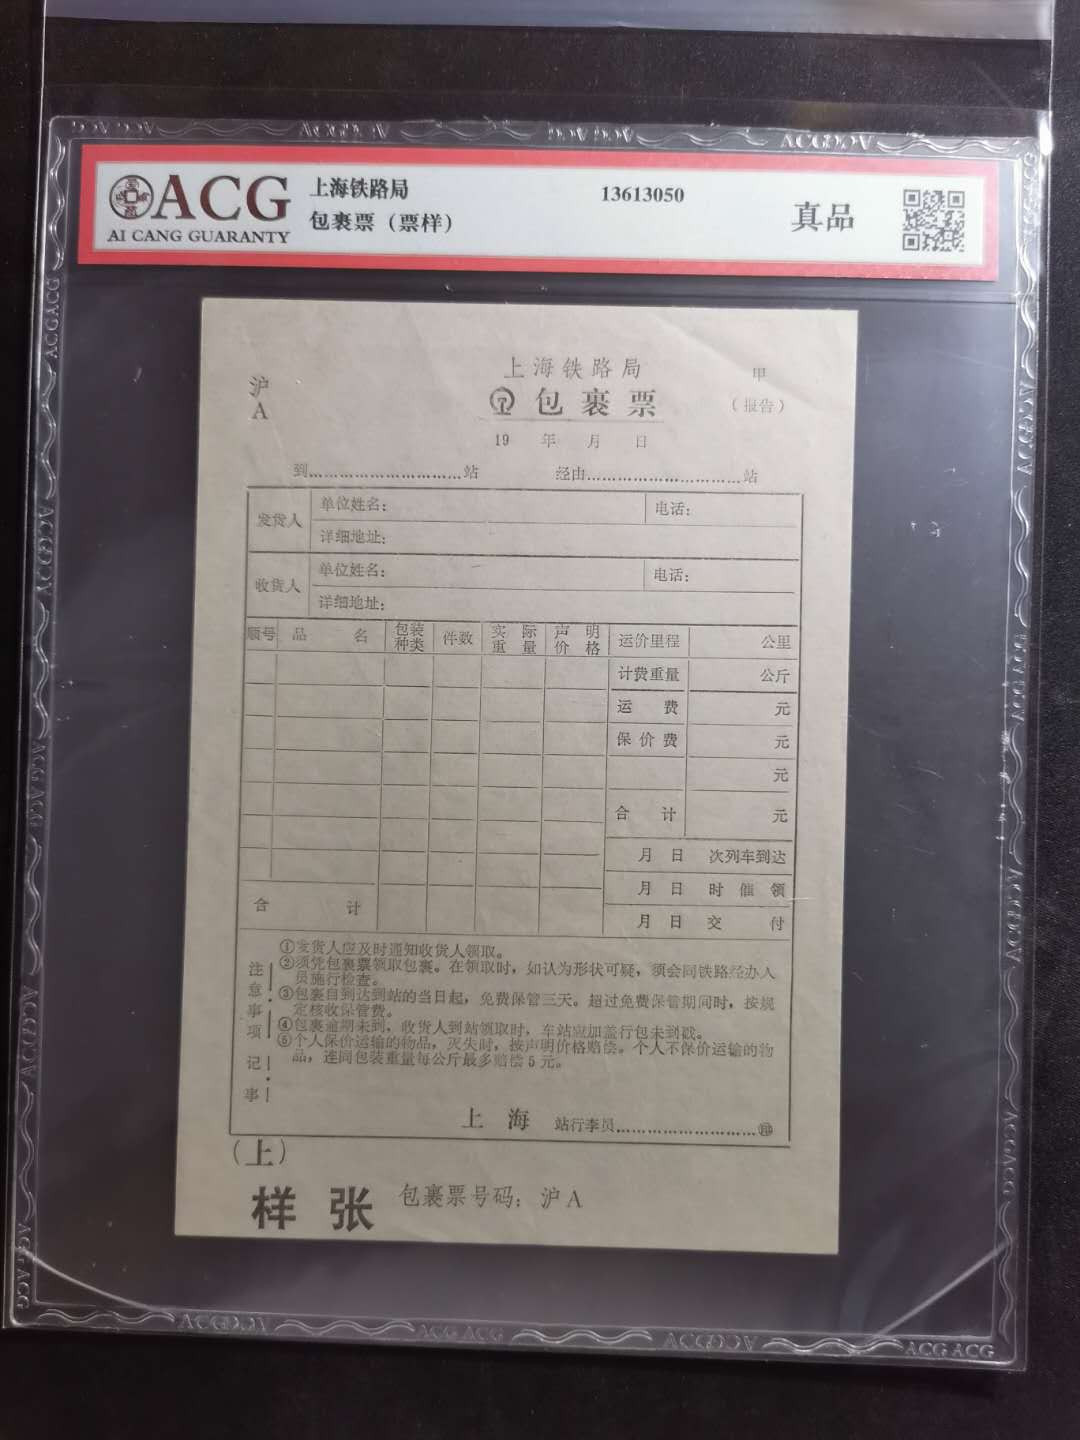 ACG
AI CANG GUARANTY
上海铁路局
包裹票（票样）
13613050
真品
上海铁路局
沪
A
包裹票
甲
（报告）
19 年 月 日
到…………………………站 经由…………………………站
发货人 单位姓名： 电话：
详细地址：
收货人 单位姓名： 电话：
详细地址：
顺号 品名 包装种类 件数 实际重量 声明价格 运价里程 公里
计费重量 公斤
运费 元
保价费 元
元
合计 元
月 日 次列车到达
月 日 时催领
合计 月 日 交付
注意事项
①发货人应及时通知收货人领取。
②须凭包裹票领取包裹。在领取时，如认为形状可疑，须会同铁路经办人
员施行检查。
③包裹自到达到站的当日起，免费保管三天。超过免费保管期间时，按规
定核收保管费。
④包裹逾期未到，收货人到站领取时，车站应加盖行包未到戳。
⑤个人保价运输的物品，灭失时，按声明价格赔偿。个人不保价运输的物
品，连同包装重量每公斤最多赔偿5元。
记事
上海 站行李员………………………㊞
（上）
样张 包裹票号码：沪A